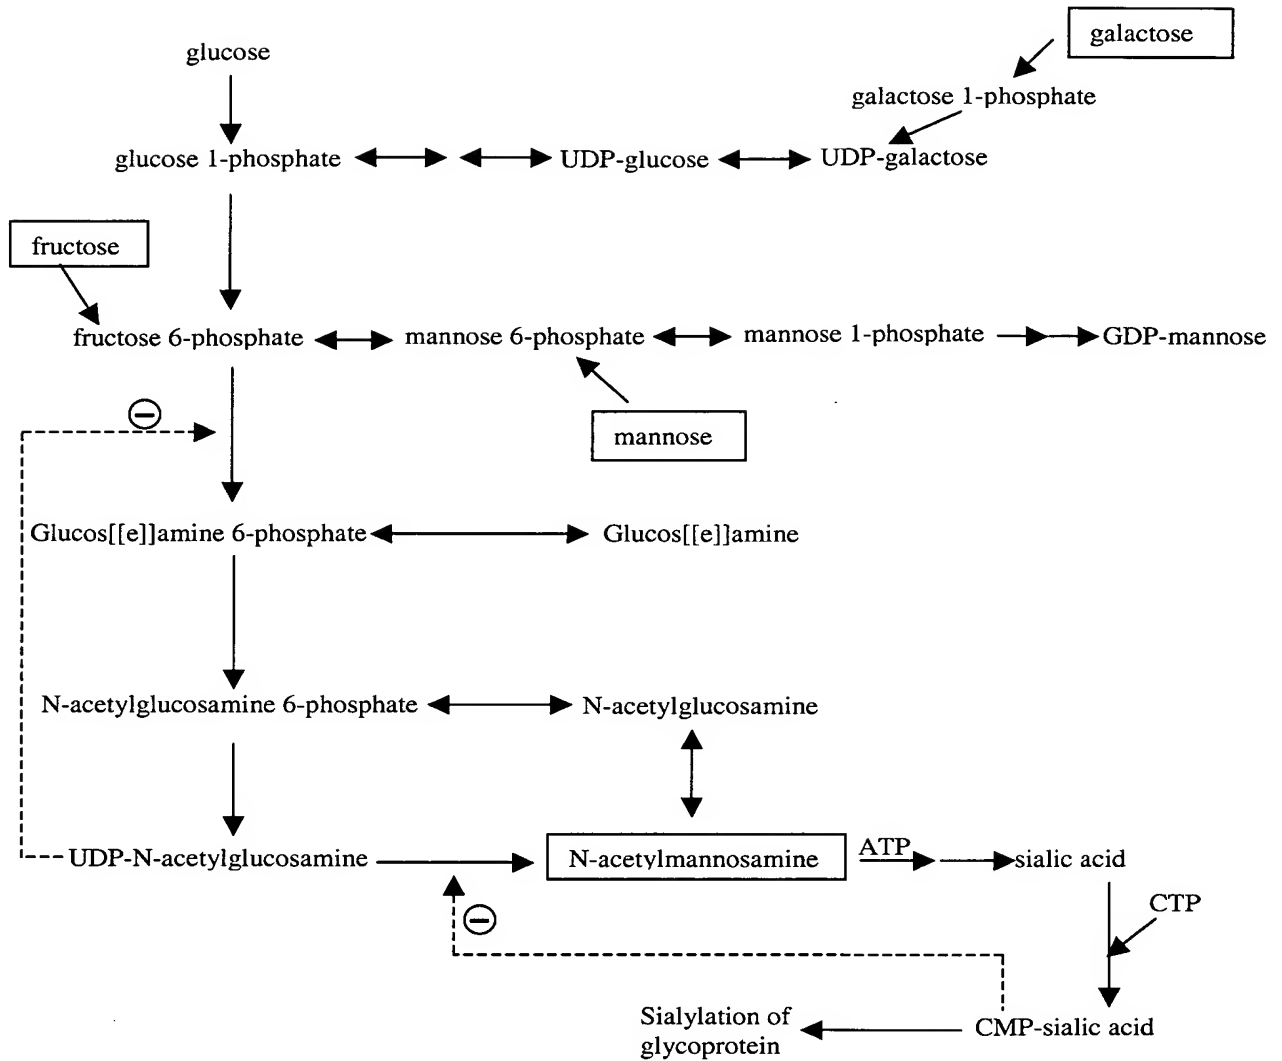 galactose
glucose
galactose 1-phosphate
glucose 1-phosphate UDP-glucose UDP-galactose
fructose
fructose 6-phosphate mannose 6-phosphate mannose 1-phosphate GDP-mannose
mannose
Glucos[[e]]amine 6-phosphate Glucos[[e]]amine
N-acetylglucosamine 6-phosphate N-acetylglucosamine
UDP-N-acetylglucosamine N-acetylmannosamine ATP sialic acid
CTP
Sialylation of
glycoprotein
CMP-sialic acid